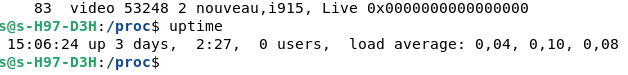 83  video 53248 2 nouveau,i915, Live 0x0000000000000000
s@s-H97-D3H:/proc$ uptime
 15:06:24 up 3 days,  2:27,  0 users,  load average: 0,04, 0,10, 0,08
s@s-H97-D3H:/proc$